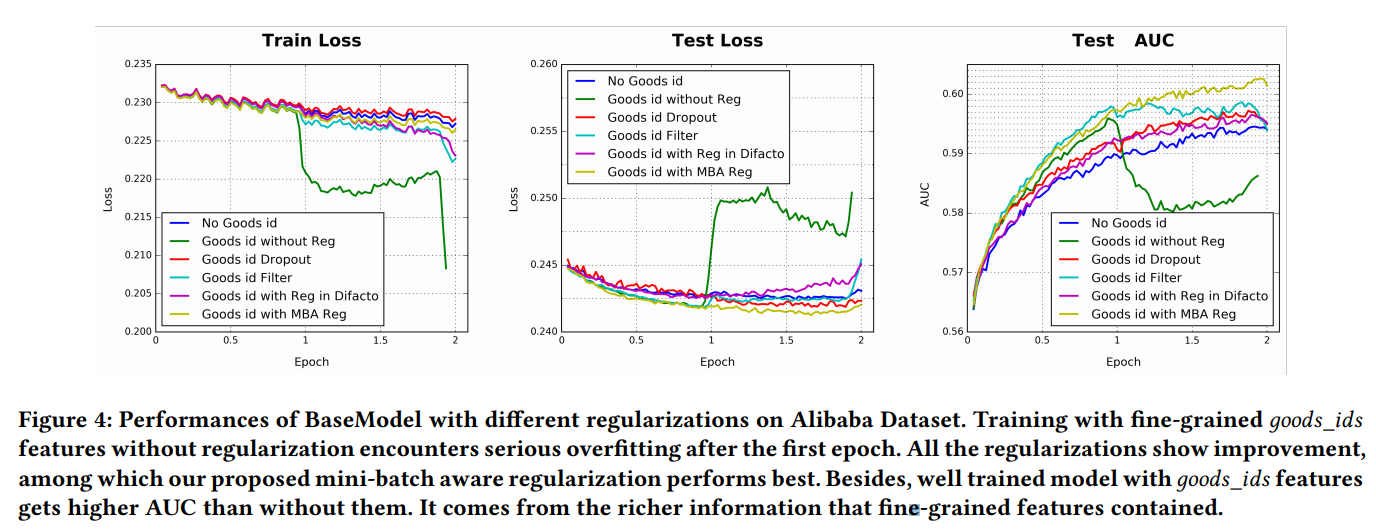 Train Loss
0.235
0.230
0.225
0.220
0.215
0.210
0.205
0.200
Loss
No Goods id
Goods id without Reg
Goods id Dropout
Goods id Filter
Goods id with Reg in Difacto
Goods id with MBA Reg
0
0.5
1
1.5
2
Epoch
Test Loss
0.260
0.255
0.250
0.245
0.240
Loss
No Goods id
Goods id without Reg
Goods id Dropout
Goods id Filter
Goods id with Reg in Difacto
Goods id with MBA Reg
0
0.5
1
1.5
2
Epoch
Test AUC
0.60
0.59
0.58
0.57
0.56
AUC
No Goods id
Goods id without Reg
Goods id Dropout
Goods id Filter
Goods id with Reg in Difacto
Goods id with MBA Reg
0
0.5
1
1.5
2
Epoch
Figure 4: Performances of BaseModel with different regularizations on Alibaba Dataset. Training with fine-grained goods_ids
features without regularization encounters serious overfitting after the first epoch. All the regularizations show improvement,
among which our proposed mini-batch aware regularization performs best. Besides, well trained model with goods_ids features
gets higher AUC than without them. It comes from the richer information that fine-grained features contained.